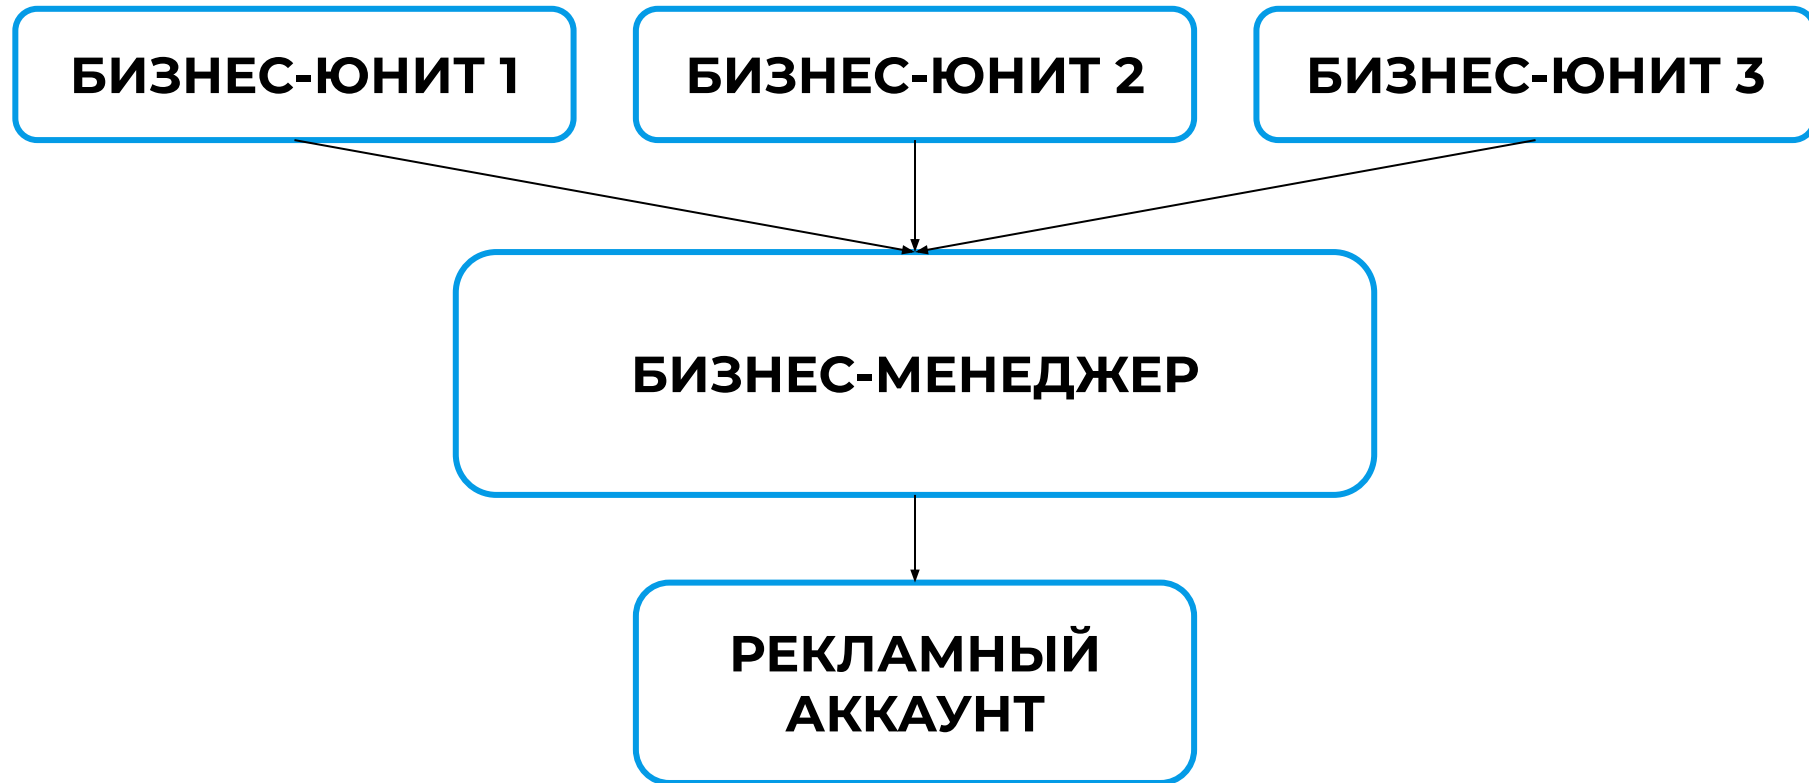 БИЗНЕС-ЮНИТ 1
БИЗНЕС-ЮНИТ 2
БИЗНЕС-ЮНИТ 3
БИЗНЕС-МЕНЕДЖЕР
РЕКЛАМНЫЙ
АККАУНТ